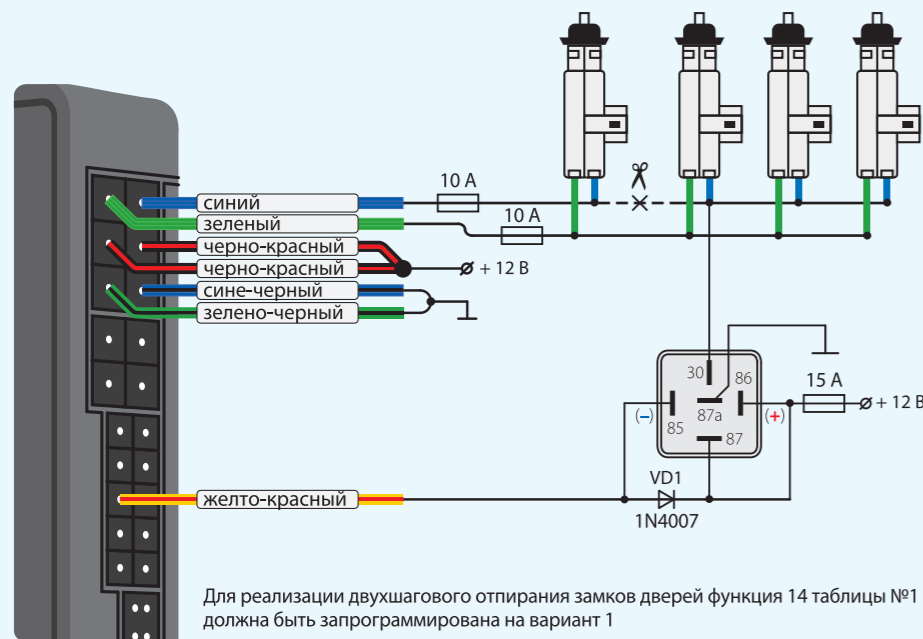 10 А
синий
10 А
зеленый
черно-красный
черно-красный
+ 12 В
сине-черный
зелено-черный
30
86
15 А
87а
+ 12 В
(–)
(+)
85
87
VD1
желто-красный
1N4007
Для реализации двухшагового отпирания замков дверей функция 14 таблицы №1
должна быть запрограммирована на вариант 1